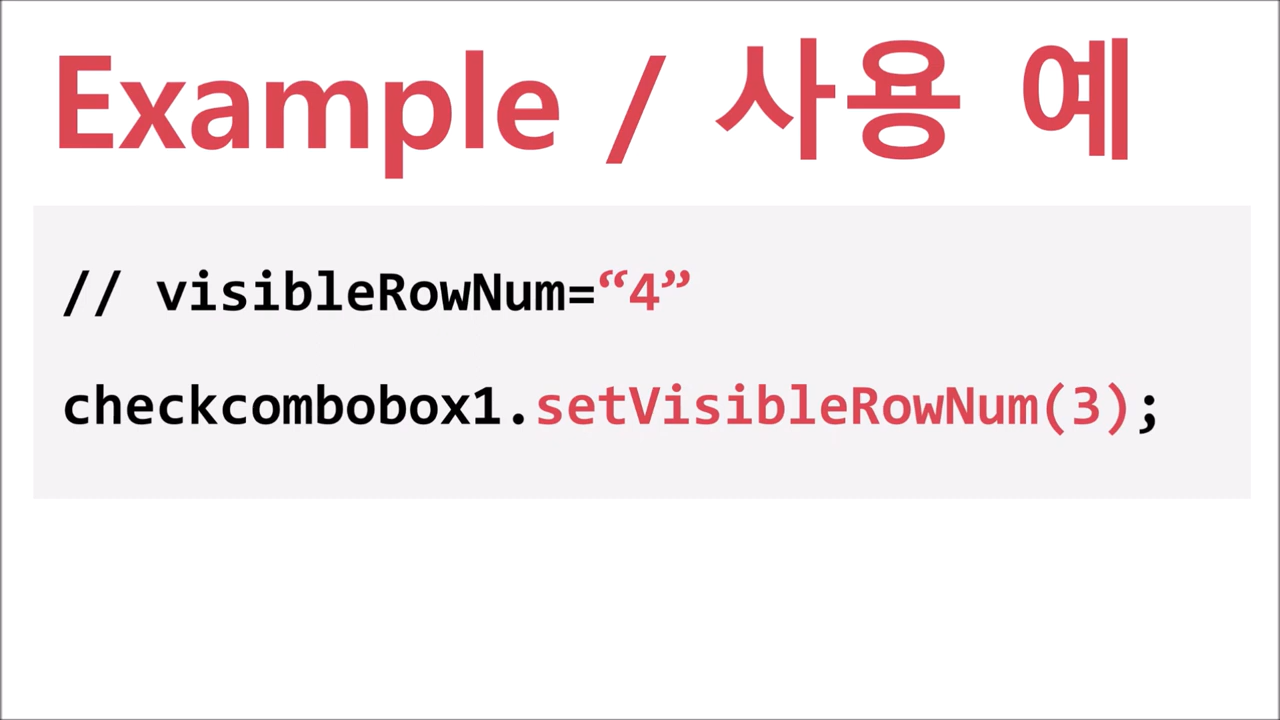 Example / 사용 예
// visibleRowNum=“4”
checkcombobox1.setVisibleRowNum(3);